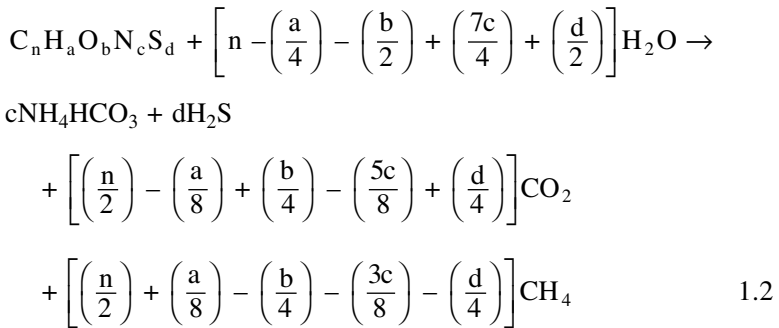 CₙHₐO_bN_cS_d + [n – (a/4) – (b/2) + (7c/4) + (d/2)]H₂O →
cNH₄HCO₃ + dH₂S
+ [(n/2) – (a/8) + (b/4) – (5c/8) + (d/4)]CO₂
+ [(n/2) + (a/8) – (b/4) – (3c/8) – (d/4)]CH₄ 1.2